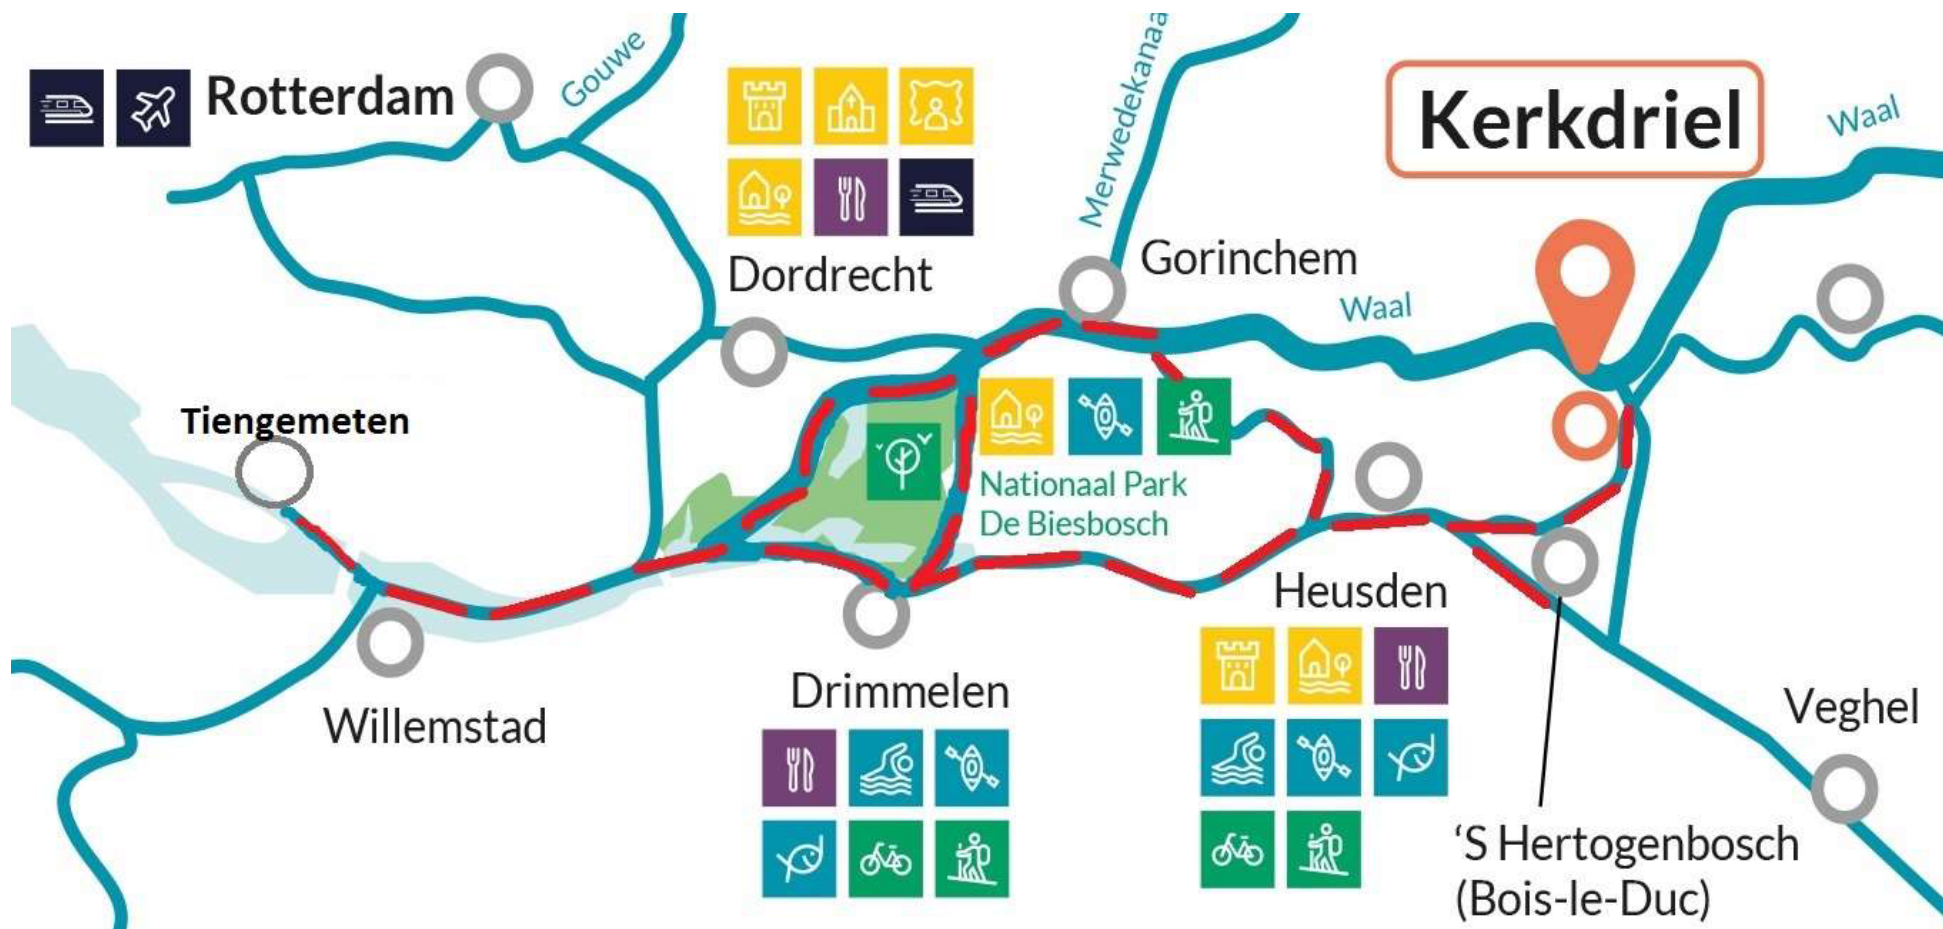 Rotterdam
Gouwe
Merwedekanaa
Kerkdriel
Waal
Dordrecht
Gorinchem
Waal
Tiengemeten
Nationaal Park
De Biesbosch
Heusden
Drimmelen
Willemstad
Veghel
‘S Hertogenbosch
(Bois-le-Duc)